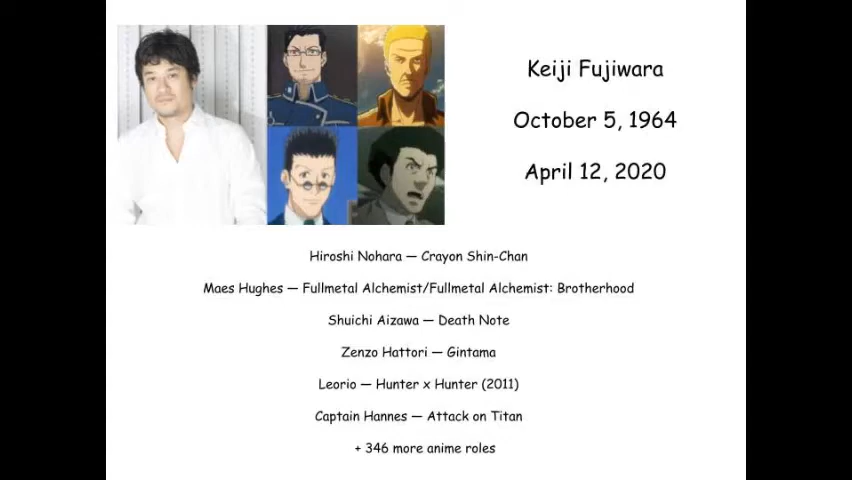 Keiji Fujiwara
October 5, 1964
April 12, 2020
Hiroshi Nohara — Crayon Shin-Chan
Maes Hughes — Fullmetal Alchemist/Fullmetal Alchemist: Brotherhood
Shuichi Aizawa — Death Note
Zenzo Hattori — Gintama
Leorio — Hunter x Hunter (2011)
Captain Hannes — Attack on Titan
+ 346 more anime roles